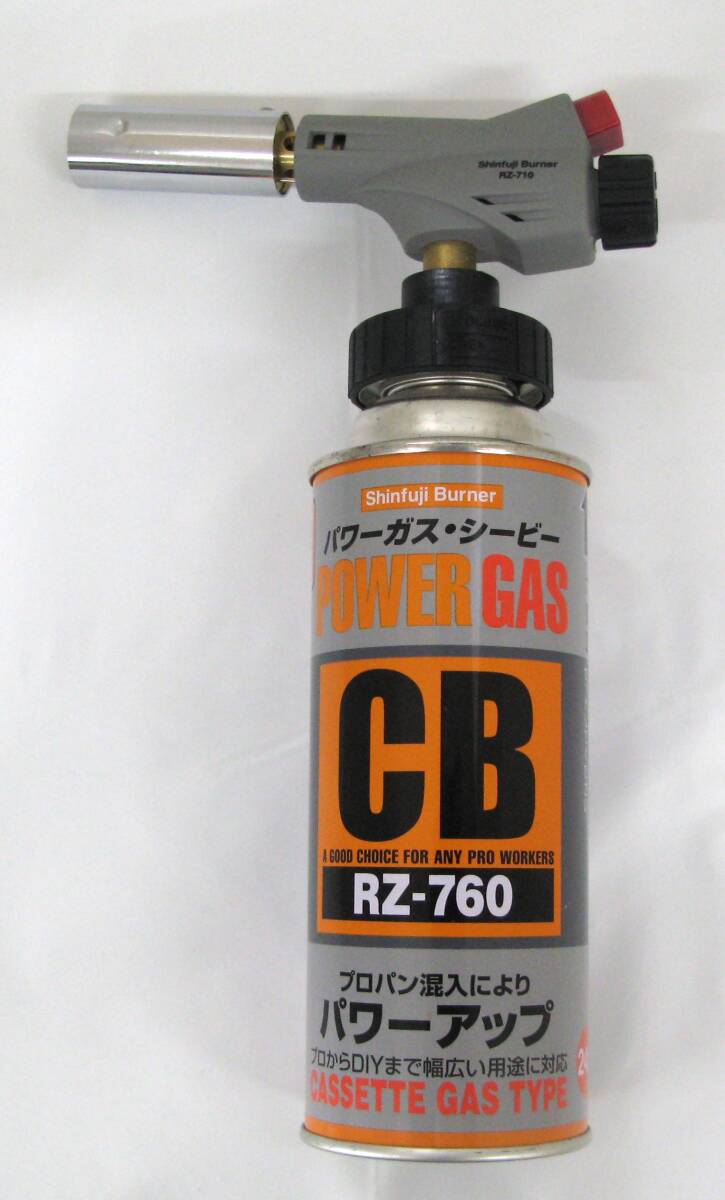 Shinfuji Burner
RZ-710
Shinfuji Burner
パワーガス・シービー
POWER GAS
CB
A GOOD CHOICE FOR ANY PRO WORKERS
RZ-760
プロパン混入により
パワーアップ
プロからDIYまで幅広い用途に対応
CASSETTE GAS TYPE